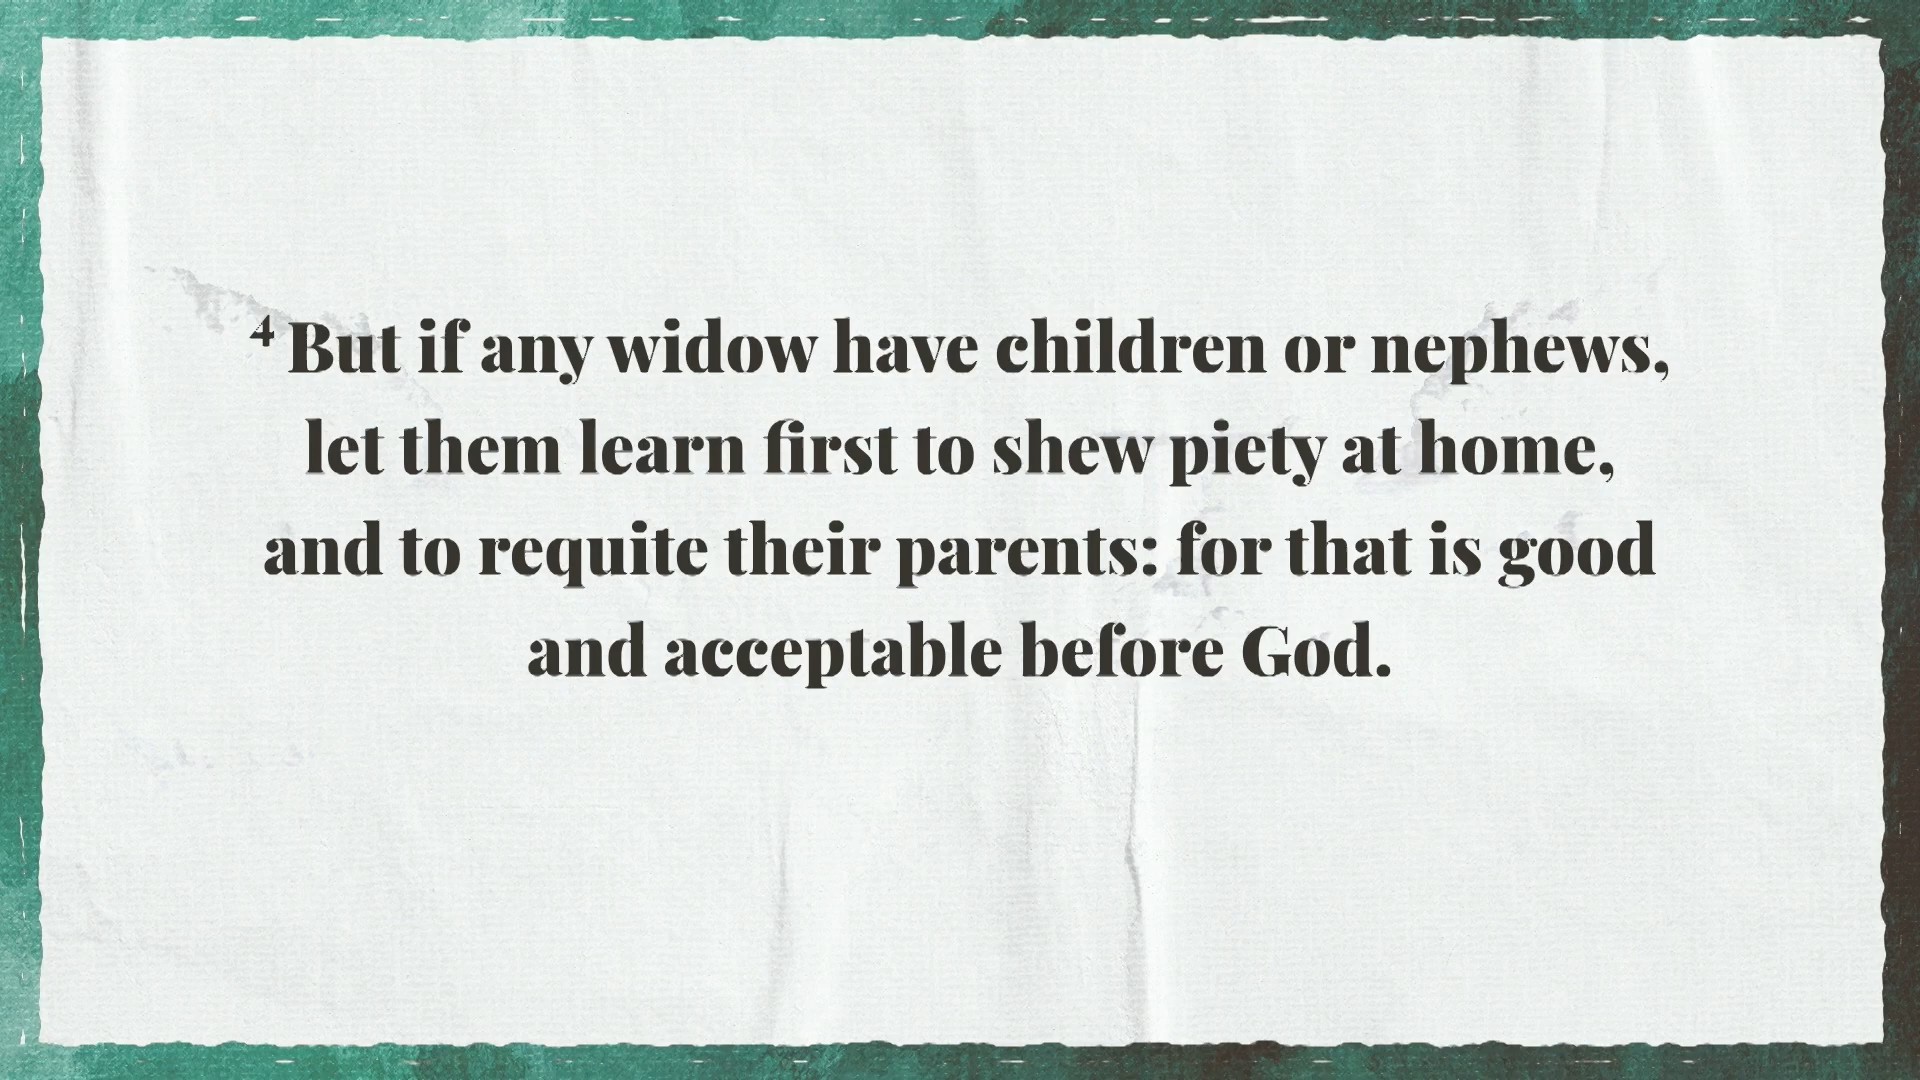 4 But if any widow have children or nephews,
let them learn first to shew piety at home,
and to requite their parents: for that is good
and acceptable before God.